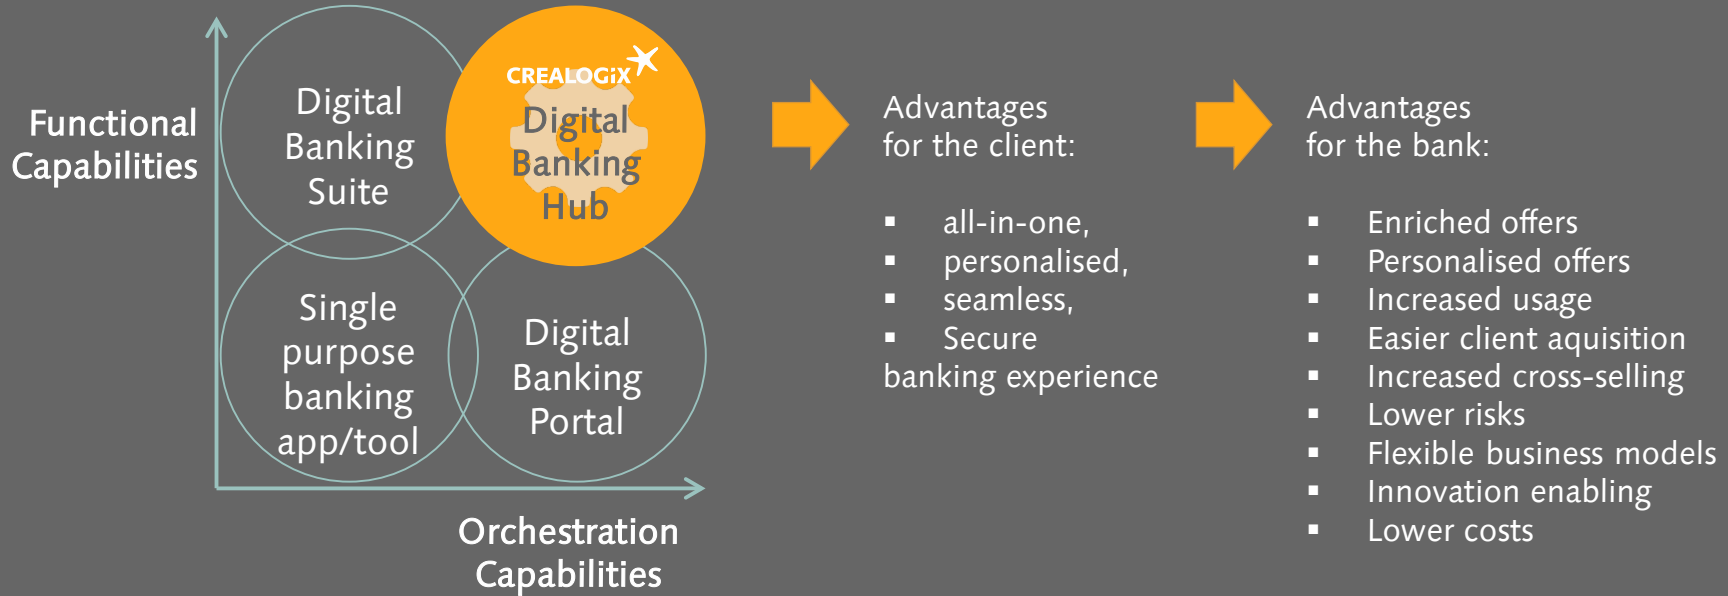 Functional
Capabilities
Digital
Banking
Suite
CREALOGiX
Digital
Banking
Hub
Single
purpose
banking
app/tool
Digital
Banking
Portal
Orchestration
Capabilities
Advantages
for the client:
▪ all-in-one,
▪ personalised,
▪ seamless,
▪ Secure
banking experience
Advantages
for the bank:
▪ Enriched offers
▪ Personalised offers
▪ Increased usage
▪ Easier client aquisition
▪ Increased cross-selling
▪ Lower risks
▪ Flexible business models
▪ Innovation enabling
▪ Lower costs